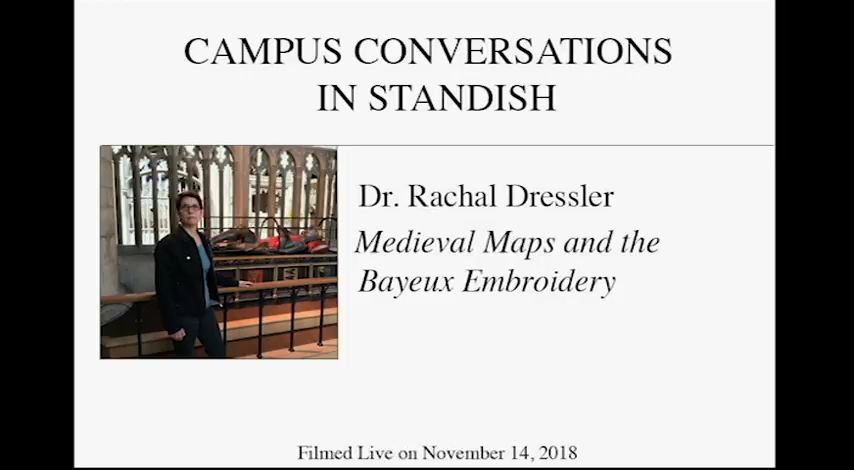 CAMPUS CONVERSATIONS
IN STANDISH
Dr. Rachal Dressler
Medieval Maps and the
Bayeux Embroidery
Filmed Live on November 14, 2018